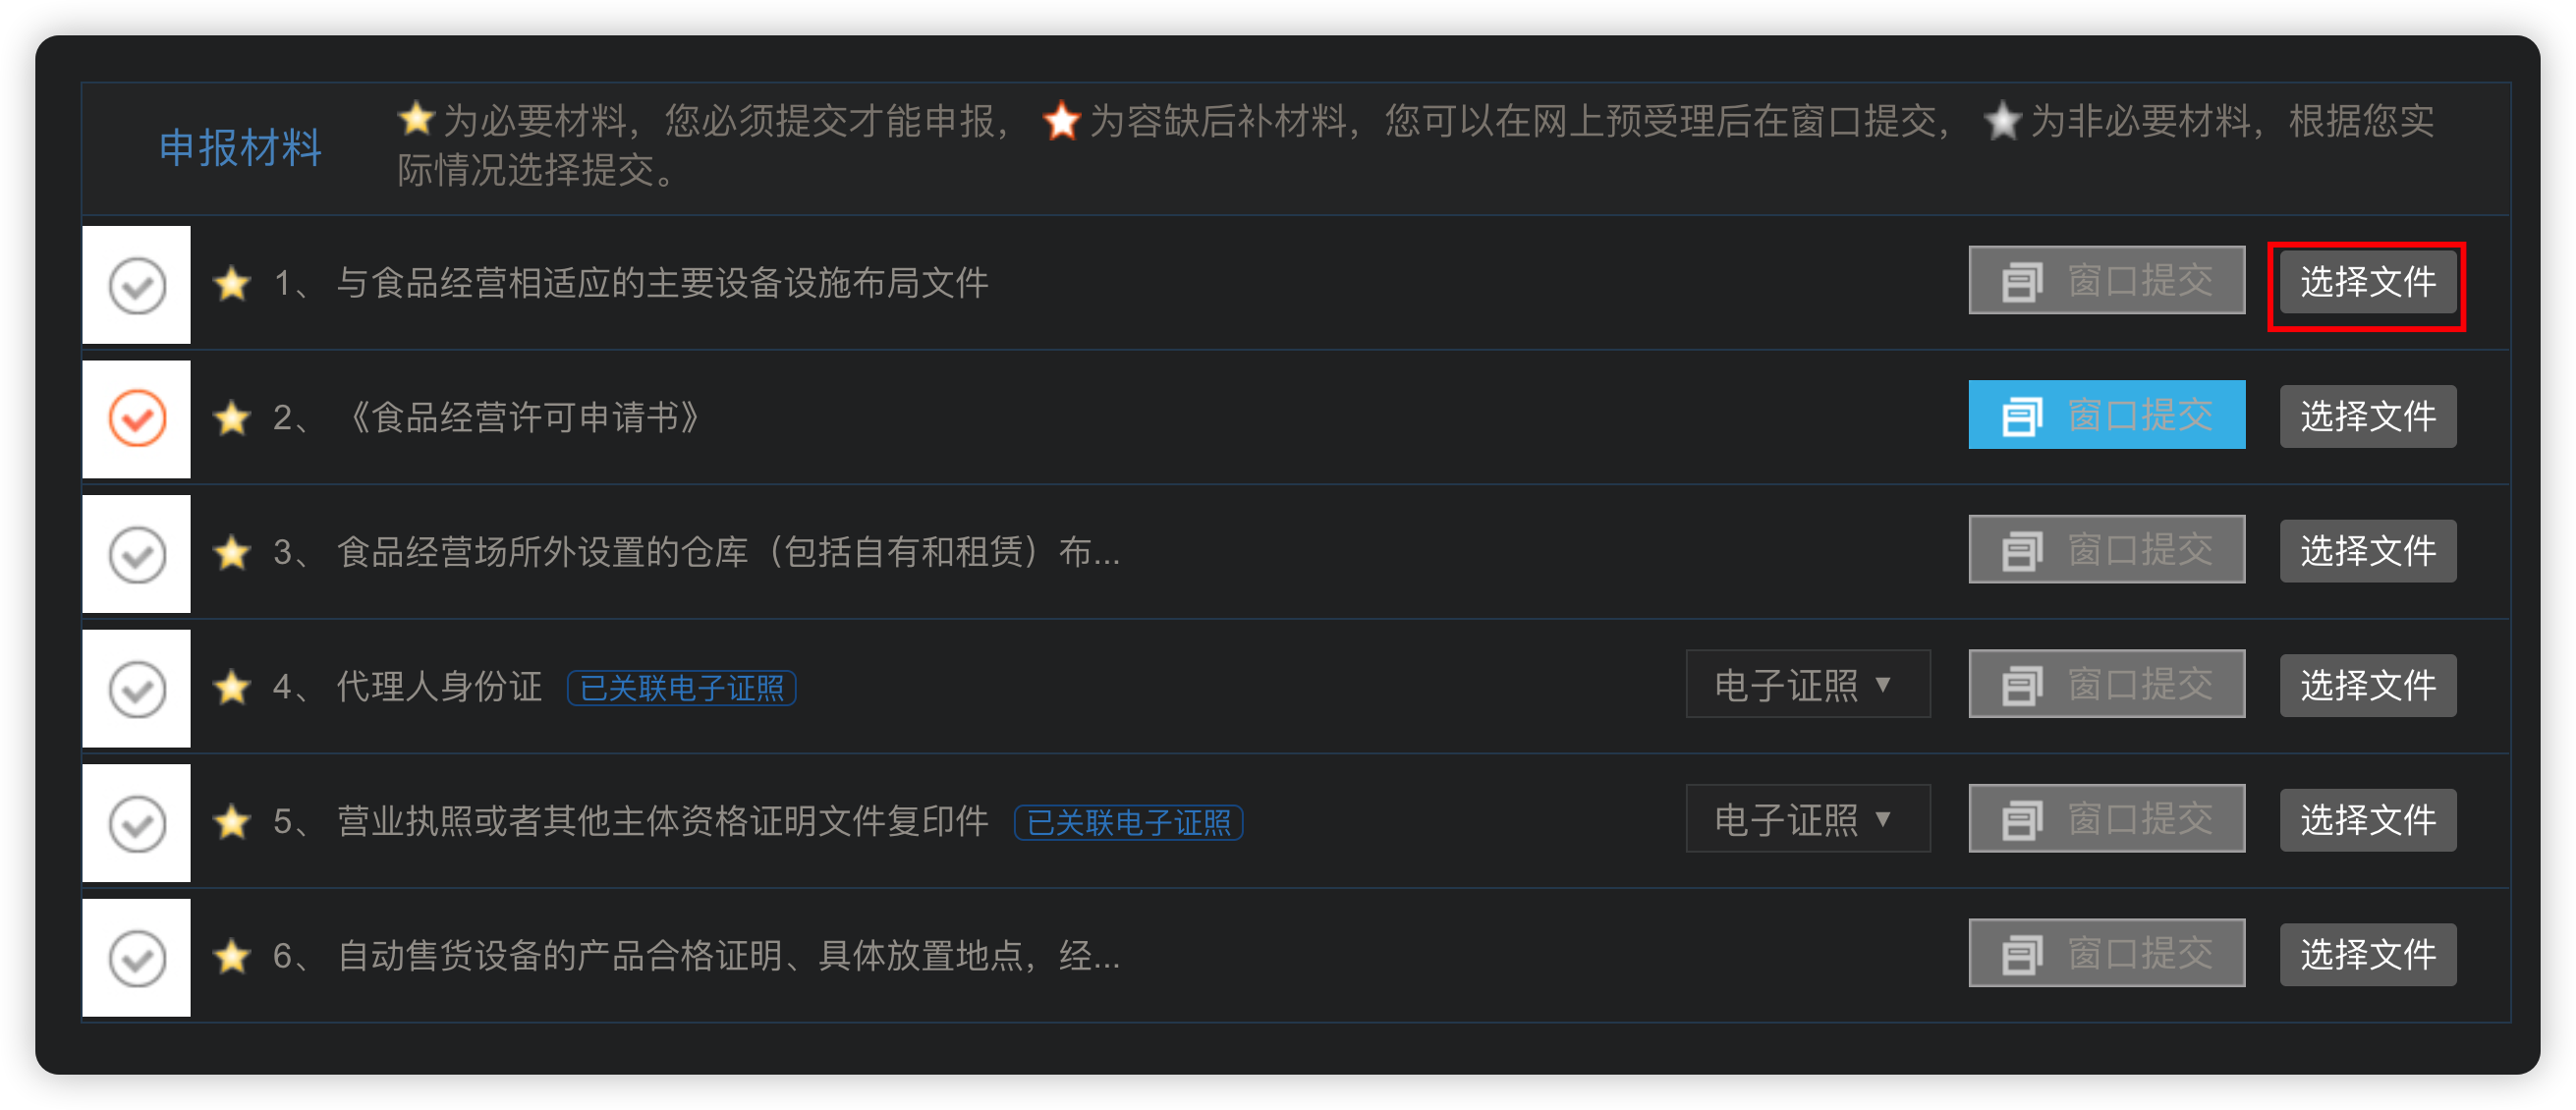 申报材料
为必要材料，您必须提交才能申报， 为容缺后补材料，您可以在网上预受理后在窗口提交， 为非必要材料，根据您实
际情况选择提交。
1、 与食品经营相适应的主要设备设施布局文件 窗口提交 选择文件
2、 《食品经营许可申请书》 窗口提交 选择文件
3、 食品经营场所外设置的仓库（包括自有和租赁）布... 窗口提交 选择文件
4、 代理人身份证 已关联电子证照 电子证照 ▼ 窗口提交 选择文件
5、 营业执照或者其他主体资格证明文件复印件 已关联电子证照 电子证照 ▼ 窗口提交 选择文件
6、 自动售货设备的产品合格证明、具体放置地点，经... 窗口提交 选择文件